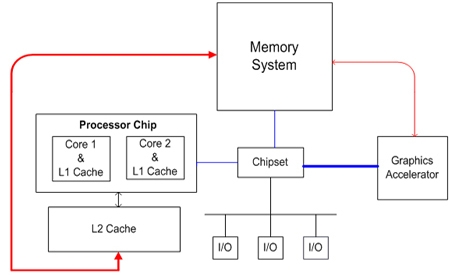 Memory
System
Processor Chip
Core 1
&
L1 Cache
Core 2
&
L1 Cache
Chipset
Graphics
Accelerator
L2 Cache
I/O
I/O
I/O